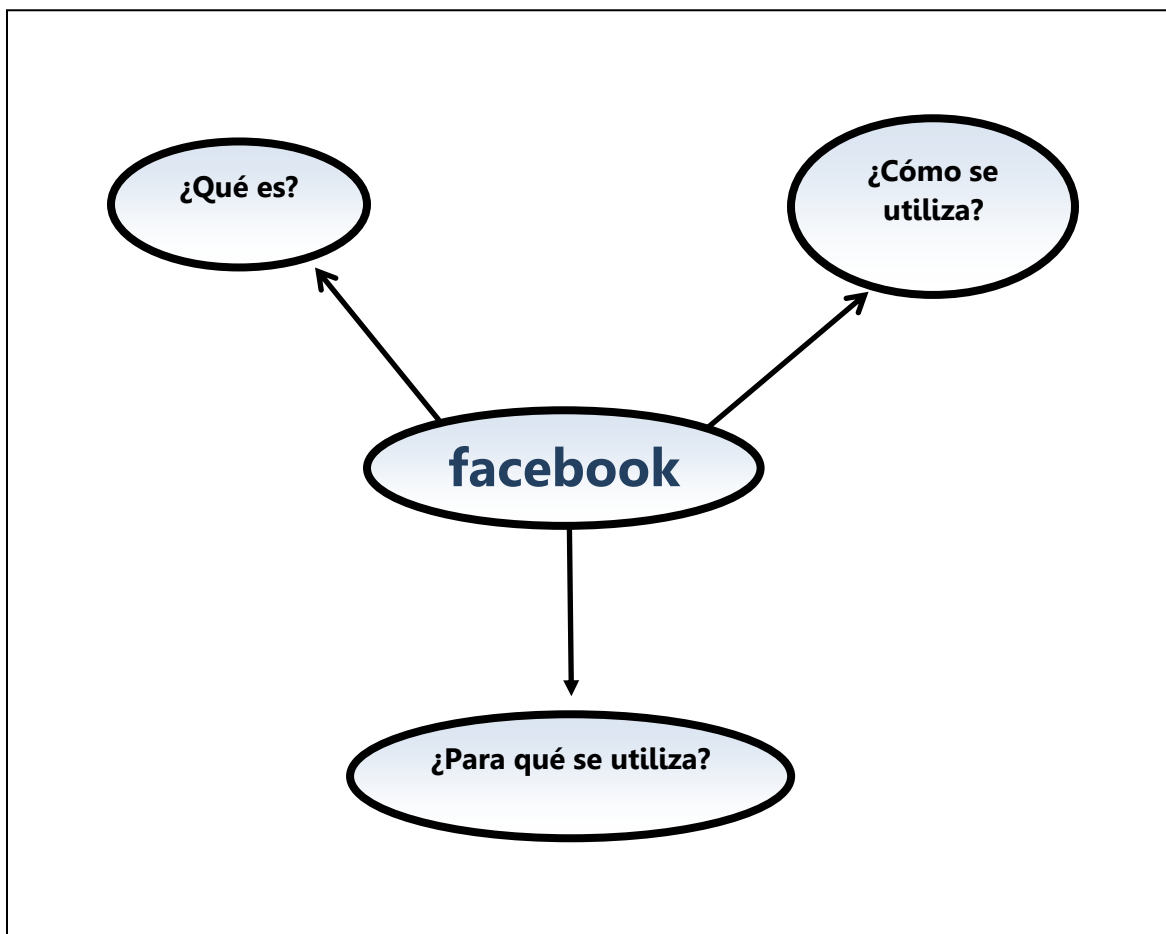 ¿Qué es?
¿Cómo se
utiliza?
facebook
¿Para qué se utiliza?